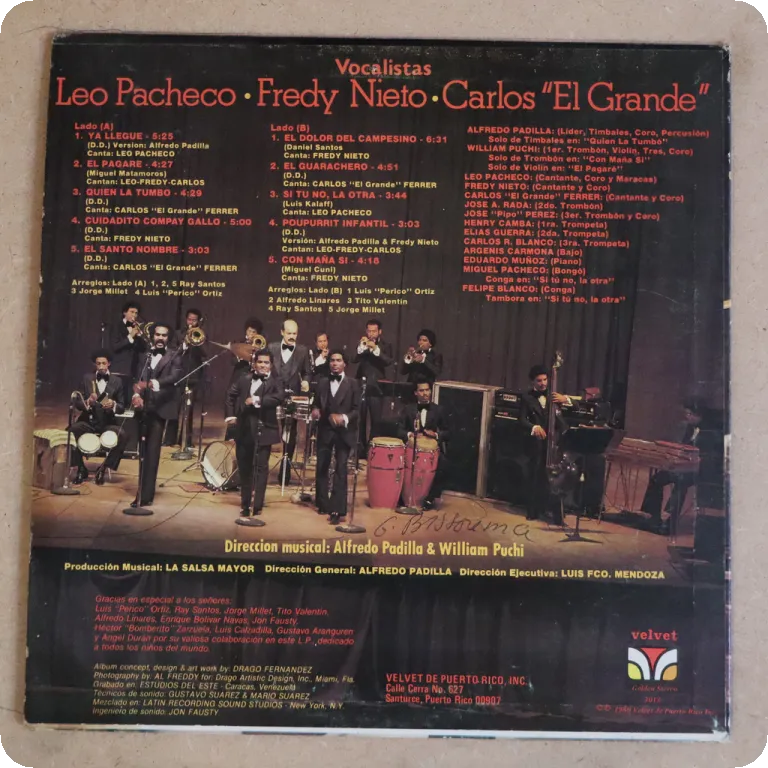 Vocalistas
Leo Pacheco • Fredy Nieto • Carlos "El Grande"
Lado (A)
1. YA LLEGUE - 5:25
(D.D.) Version: Alfredo Padilla
Canta: LEO PACHECO
2. EL PAGARE - 4:27
(Miguel Matamoros)
Cantan: LEO-FREDY-CARLOS
3. QUIEN LA TUMBO - 4:29
(D.D.)
Canta: CARLOS "El Grande" FERRER
4. CUIDADITO COMPAY GALLO - 5:00
(D.D.)
Canta: FREDY NIETO
5. EL SANTO NOMBRE - 3:03
(D.D.)
Canta: CARLOS "El Grande" FERRER
Arreglos: Lado (A) 1, 2, 5 Ray Santos
3 Jorge Millet 4 Luis "Perico" Ortiz
Lado (B)
1. EL DOLOR DEL CAMPESINO - 6:31
(Daniel Santos)
Canta: FREDY NIETO
2. EL GUARACHERO - 4:51
(D.D.)
Canta: CARLOS "El Grande" FERRER
3. SI TU NO, LA OTRA - 3:44
(Luis Kalaff)
Canta: LEO PACHECO
4. POUPURRIT INFANTIL - 3:03
(D.D.)
Versión: Alfredo Padilla & Fredy Nieto
Cantan: LEO-FREDY-CARLOS
5. CON MAÑA SI - 4:18
(Miguel Cuni)
Canta: FREDY NIETO
Arreglos: Lado (B) 1 Luis "Perico" Ortiz
2 Alfredo Linares 3 Tito Valentin
4 Ray Santos 5 Jorge Millet
ALFREDO PADILLA: (Líder, Timbales, Coro, Percusión)
Solo de Timbales en: "Quien La Tumbó"
WILLIAM PUCHI: (1er. Trombón, Violín, Tres, Coro)
Solo de Trombón en: "Con Maña Sí"
Solo de Violín en: "El Pagaré"
LEO PACHECO: (Cantante, Coro y Maracas)
FREDY NIETO: (Cantante y Coro)
CARLOS "El Grande" FERRER: (Cantante y Coro)
JOSE A. RADA: (2do. Trombón)
JOSE "Pipo" PEREZ: (3er. Trombón y Coro)
HENRY CAMBA: (1ra. Trompeta)
ELIAS GUERRA: (2da. Trompeta)
CARLOS R. BLANCO: (3ra. Trompeta)
ARGENIS CARMONA (Bajo)
EDUARDO MUÑOZ: (Piano)
MIGUEL PACHECO: (Bongó)
Conga en: "Si tú no, la otra"
FELIPE BLANCO: (Conga)
Tambora en: "Si tú no, la otra"
Direccion musical: Alfredo Padilla & William Puchi
Producción Musical: LA SALSA MAYOR Dirección General: ALFREDO PADILLA Dirección Ejecutiva: LUIS FCO. MENDOZA
Gracias en especial a los señores:
Luis "Perico" Ortiz, Ray Santos, Jorge Millet, Tito Valentin,
Alfredo Linares, Enrique Bolivar Navas, Jon Fausty,
Héctor "Bomberito" Zarzuela, Luis Calzadilla, Gustavo Aranguren
y Angel Durán por su valiosa colaboración en este L.P., dedicado
a todos los niños del mundo.
Album concept, design & art work by: DRAGO FERNANDEZ
Photography by: AL FREDDY for: Drago Artistic Design, Inc., Miami, Fla.
Grabado en: ESTUDIOS DEL ESTE - Caracas, Venezuela
Técnicos de sonido: GUSTAVO SUAREZ & MARIO SUAREZ
Mezclado en: LATIN RECORDING SOUND STUDIOS - New York, N.Y.
Ingeniero de sonido: JON FAUSTY
VELVET DE PUERTO RICO, INC.
Calle Cerra No. 627
Santurce, Puerto Rico 00907
velvet